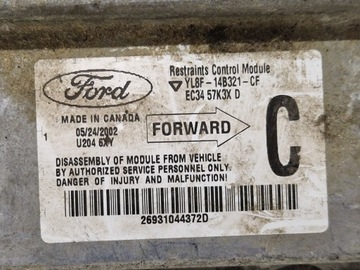 Ford
Restraints Control Module
YL8F-14B321-CF
EC34 57K3X D
MADE IN CANADA
05/24/2002
U204 6XY
1
FORWARD
C
DISASSEMBLY OF MODULE FROM VEHICLE
BY AUTHORIZED SERVICE PERSONNEL ONLY.
DANGER OF INJURY AND MALFUNCTION!
26931044372D